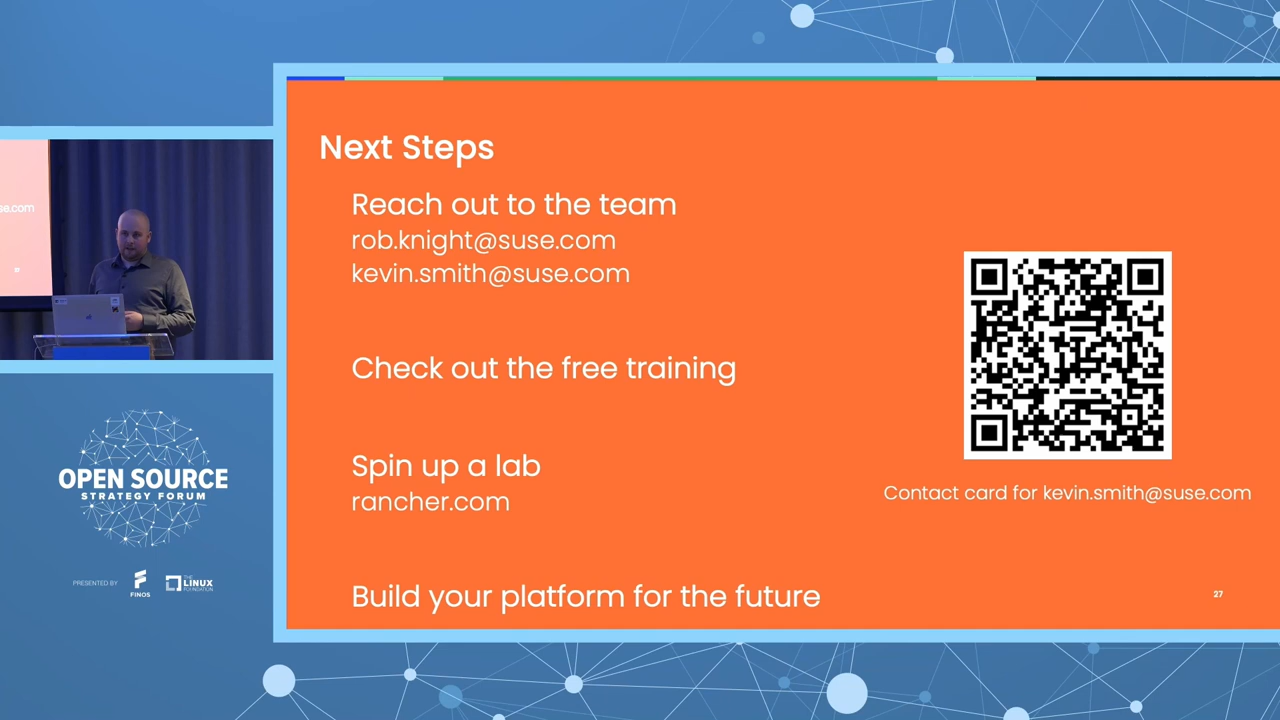 Next Steps
Reach out to the team
rob.knight@suse.com
kevin.smith@suse.com
Check out the free training
Spin up a lab
rancher.com
Build your platform for the future
Contact card for kevin.smith@suse.com
27
se.com
OPEN SOURCE
STRATEGY FORUM
PRESENTED BY
FINOS
THE
LINUX
FOUNDATION